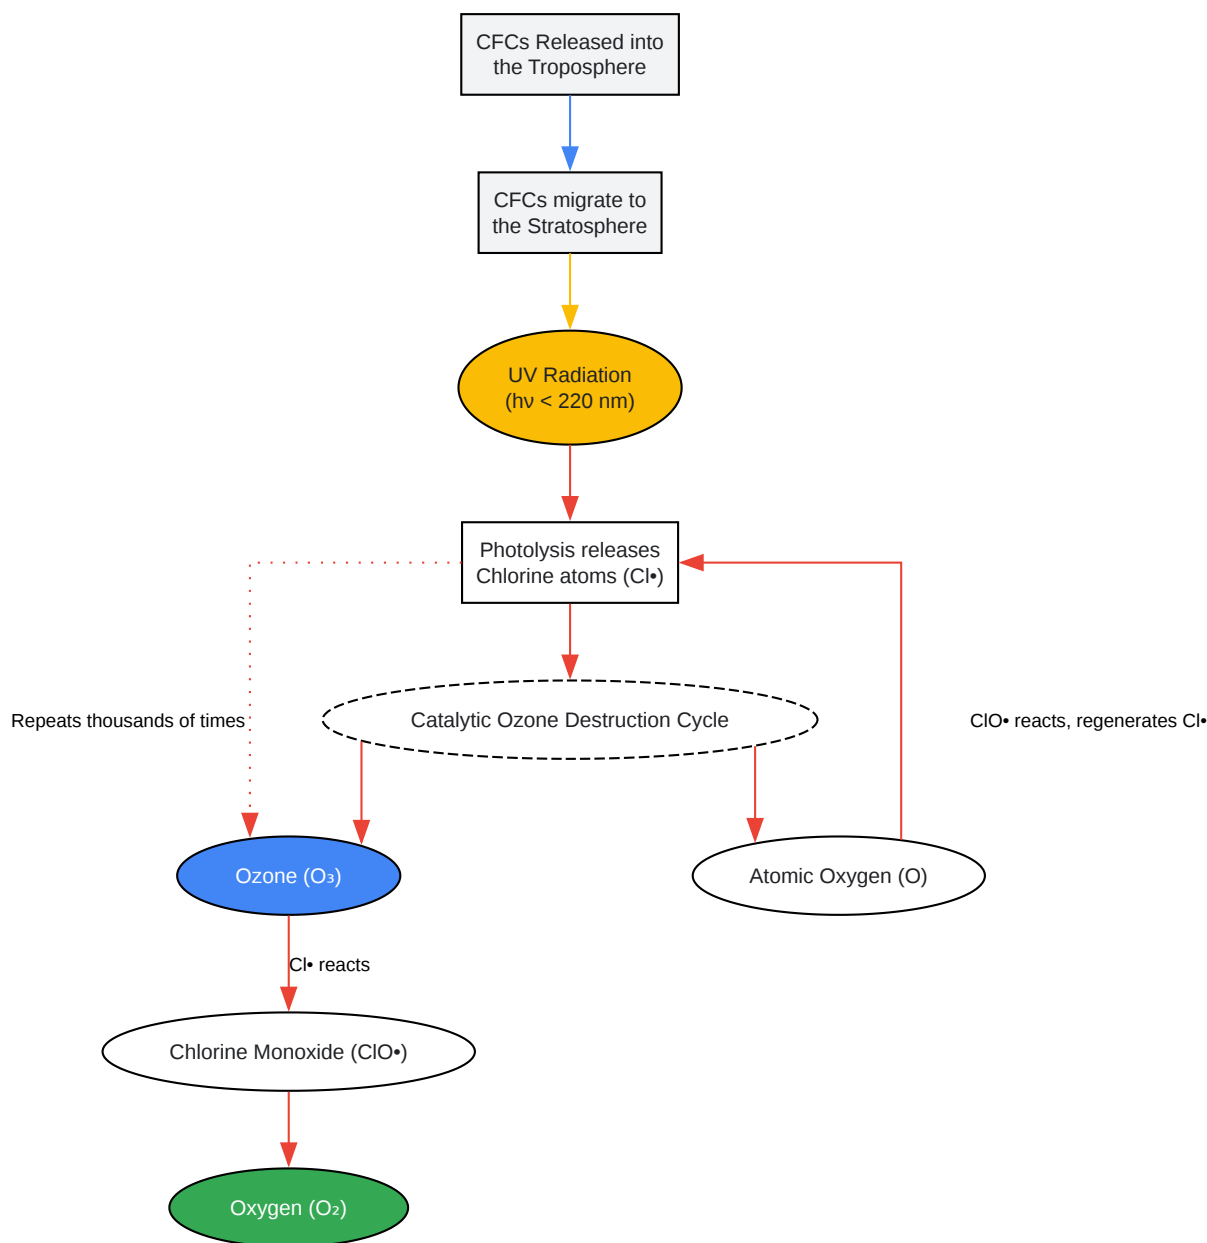 CFCs Released into
the Troposphere
CFCs migrate to
the Stratosphere
UV Radiation
(hν < 220 nm)
Photolysis releases
Chlorine atoms (Cl•)
Repeats thousands of times
Catalytic Ozone Destruction Cycle
ClO• reacts, regenerates Cl•
Ozone (O₃)
Atomic Oxygen (O)
Cl• reacts
Chlorine Monoxide (ClO•)
Oxygen (O₂)